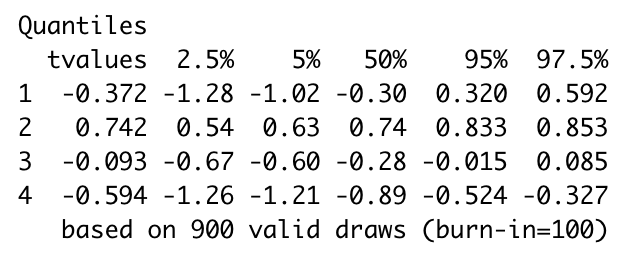 Quantiles
  tvalues  2.5%    5%   50%    95%  97.5%
1  -0.372 -1.28 -1.02 -0.30  0.320  0.592
2   0.742  0.54  0.63  0.74  0.833  0.853
3  -0.093 -0.67 -0.60 -0.28 -0.015  0.085
4  -0.594 -1.26 -1.21 -0.89 -0.524 -0.327
   based on 900 valid draws (burn-in=100)